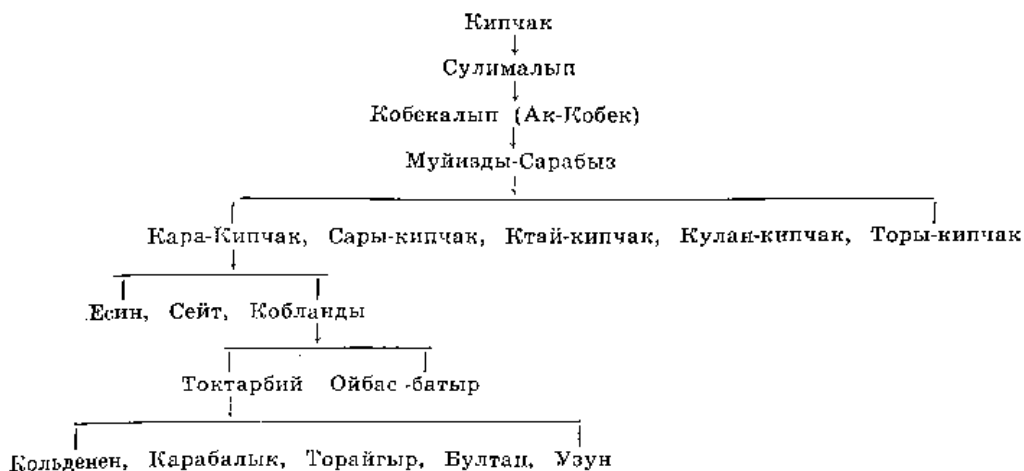 Кипчак
Сулималып
Кобекалып (Ак-Кобек)
Муйизды-Сарабыз
Кара-Кипчак, Сары-кипчак, Ктай-кипчак, Кулан-кипчак, Торы-кипчак
Есин, Сейт, Кобланды
Токтарбий Ойбас-батыр
Кольденен, Карабалык, Торайгыр, Бултац, Узун